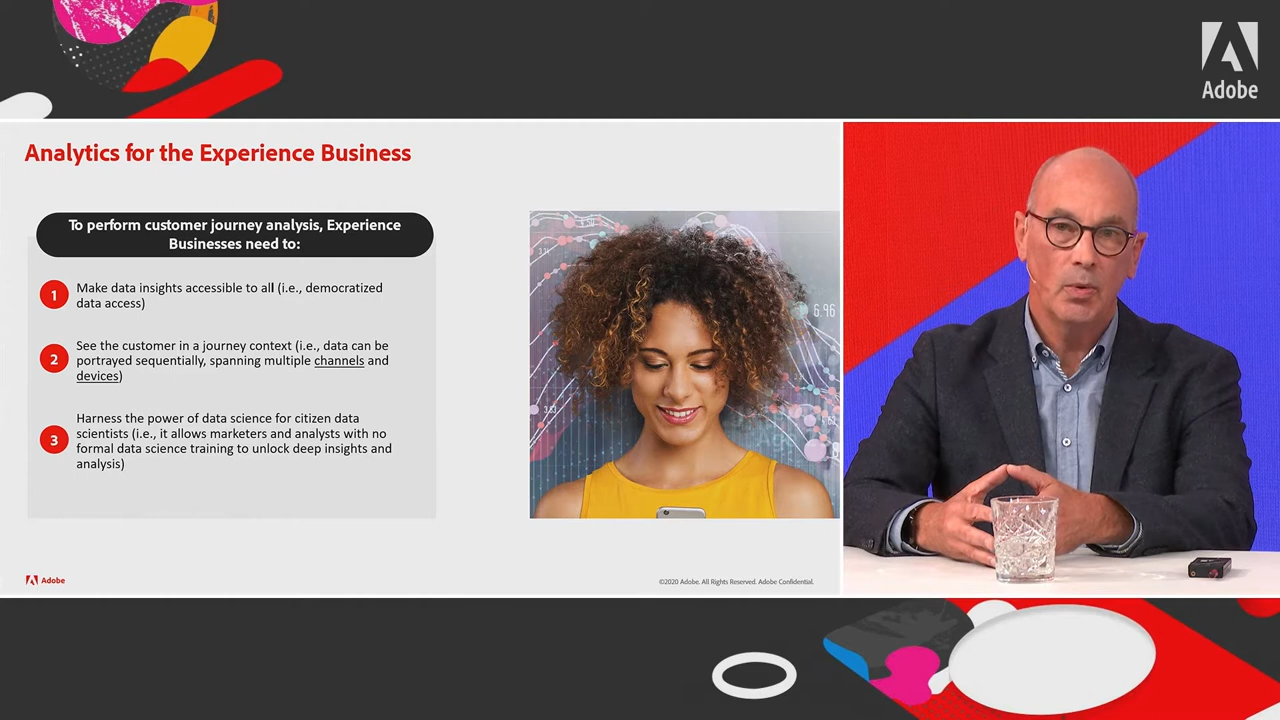 Adobe
Analytics for the Experience Business
To perform customer journey analysis, Experience
Businesses need to:
1
Make data insights accessible to all (i.e., democratized
data access)
2
See the customer in a journey context (i.e., data can be
portrayed sequentially, spanning multiple channels and
devices)
3
Harness the power of data science for citizen data
scientists (i.e., it allows marketers and analysts with no
formal data science training to unlock deep insights and
analysis)
6.96
Adobe
©2020 Adobe. All Rights Reserved. Adobe Confidential.